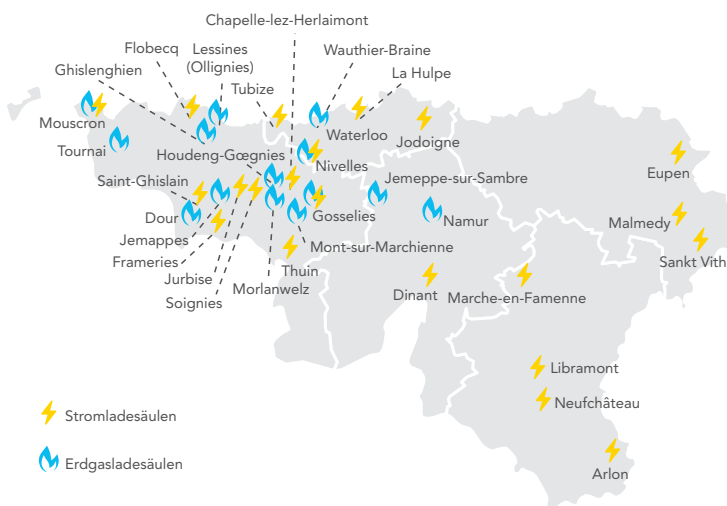 Chapelle-lez-Herlaimont
Flobecq
Lessines
(Ollignies)
Wauthier-Braine
Ghislenghien
Tubize
La Hulpe
Mouscron
Waterloo
Jodoigne
Tournai
Houdeng-Gœgnies
Nivelles
Eupen
Saint-Ghislain
Jemeppe-sur-Sambre
Dour
Gosselies
Namur
Malmedy
Jemappes
Mont-sur-Marchienne
Frameries
Sankt Vith
Jurbise
Thuin
Soignies
Morlanwelz
Dinant
Marche-en-Famenne
Libramont
Neufchâteau
Stromladesäulen
Erdgasladesäulen
Arlon